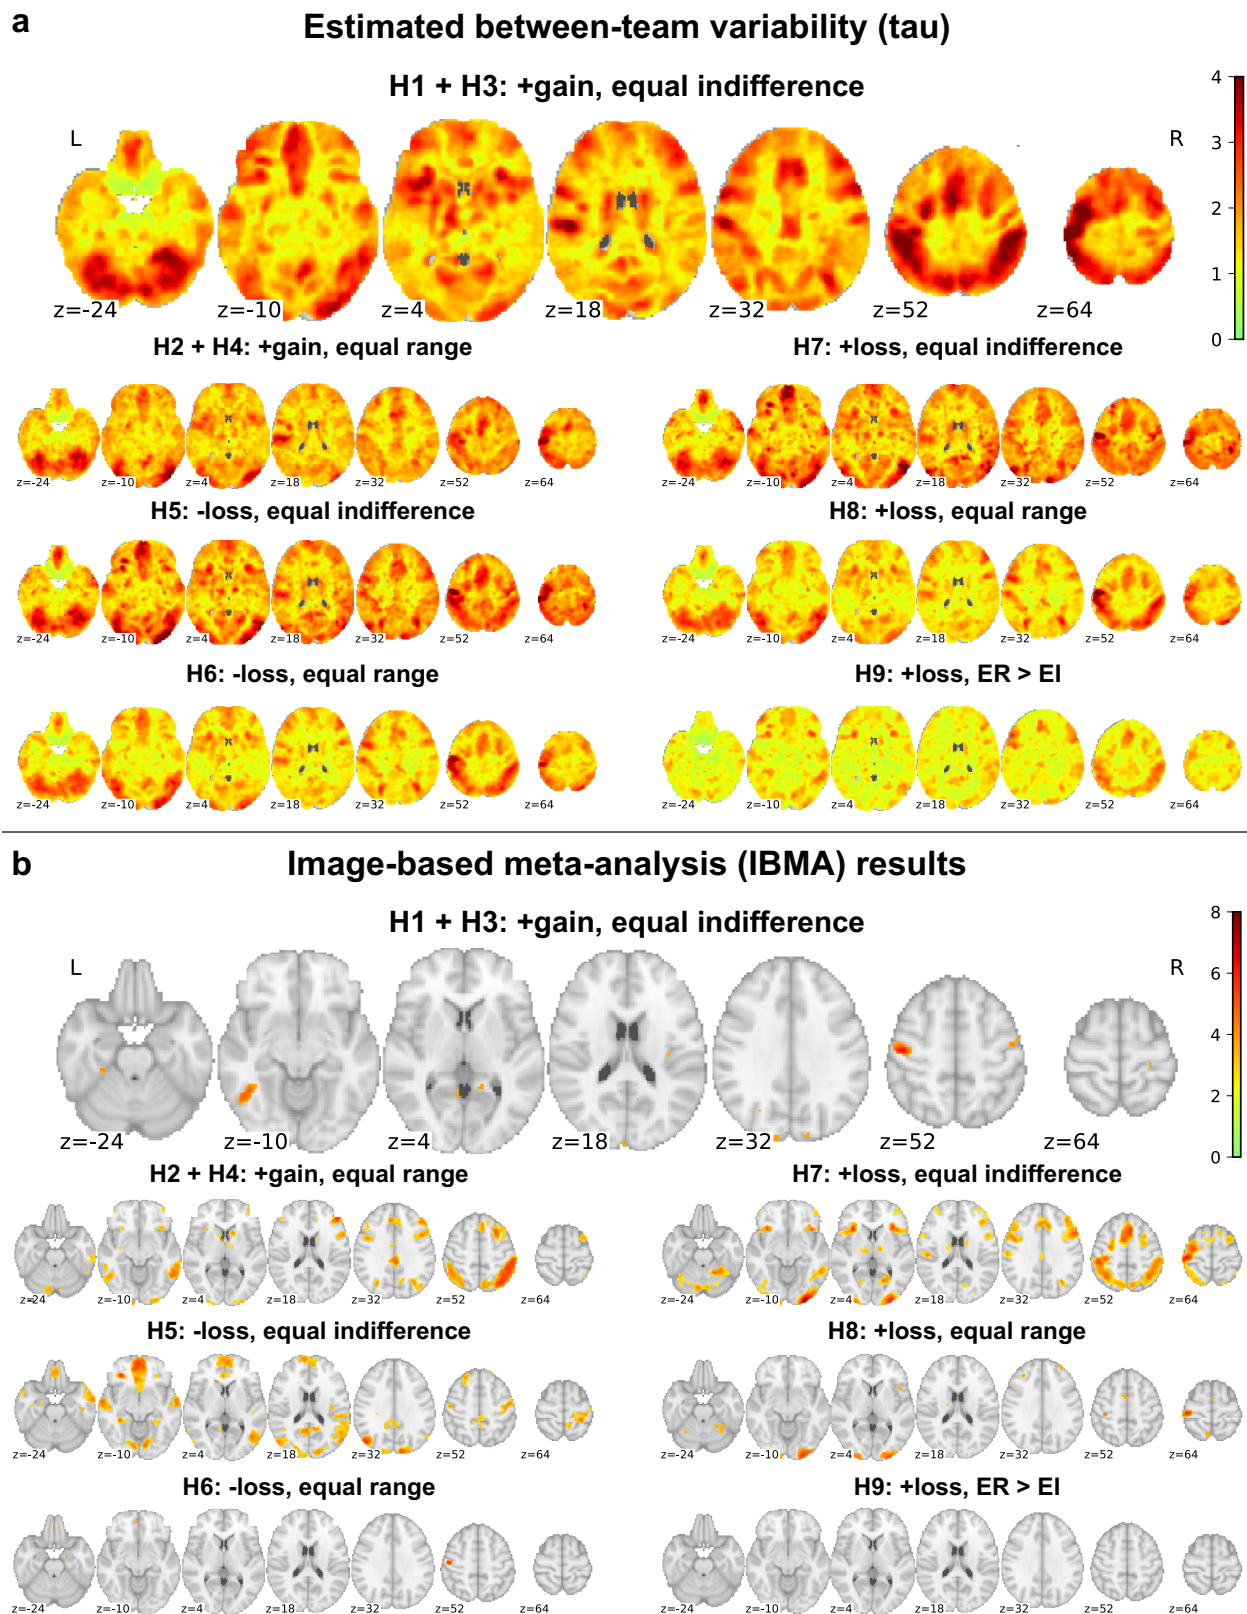 a
Estimated between-team variability (tau)
H1 + H3: +gain, equal indifference
L
R
4
3
2
1
0
z=-24
z=-10
z=4
z=18
z=32
z=52
z=64
H2 + H4: +gain, equal range
H7: +loss, equal indifference
z=-24
z=-10
z=4
z=18
z=32
z=52
z=64
z=-24
z=-10
z=4
z=18
z=32
z=52
z=64
H5: -loss, equal indifference
H8: +loss, equal range
z=-24
z=-10
z=4
z=18
z=32
z=52
z=64
z=-24
z=-10
z=4
z=18
z=32
z=52
z=64
H6: -loss, equal range
H9: +loss, ER > EI
z=-24
z=-10
z=4
z=18
z=32
z=52
z=64
z=-24
z=-10
z=4
z=18
z=32
z=52
z=64
b
Image-based meta-analysis (IBMA) results
H1 + H3: +gain, equal indifference
L
R
8
6
4
2
0
z=-24
z=-10
z=4
z=18
z=32
z=52
z=64
H2 + H4: +gain, equal range
H7: +loss, equal indifference
z=-24
z=-10
z=4
z=18
z=32
z=52
z=64
z=-24
z=-10
z=4
z=18
z=32
z=52
z=64
H5: -loss, equal indifference
H8: +loss, equal range
z=-24
z=-10
z=4
z=18
z=32
z=52
z=64
z=-24
z=-10
z=4
z=18
z=32
z=52
z=64
H6: -loss, equal range
H9: +loss, ER > EI
z=-24
z=-10
z=4
z=18
z=32
z=52
z=64
z=-24
z=-10
z=4
z=18
z=32
z=52
z=64